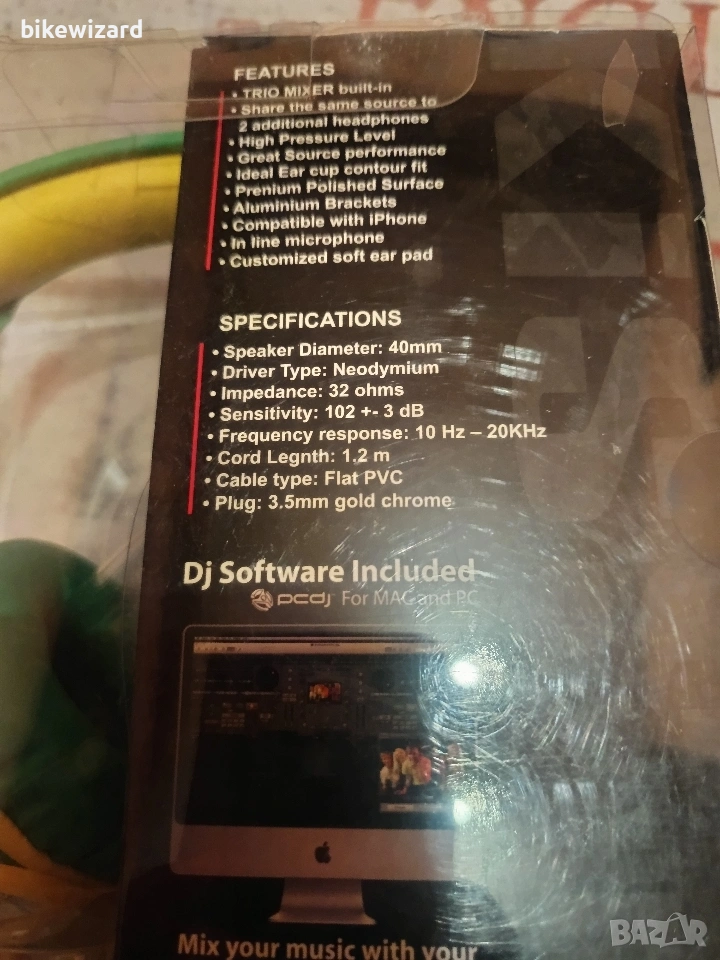 bikewizard
ENGLI
FEATURES
• TRIO MIXER built-in
• Share the same source to
2 additional headphones
• High Pressure Level
• Great Source performance
• Ideal Ear cup contour fit
• Prenium Polished Surface
• Aluminium Brackets
• Compatible with iPhone
• In line microphone
• Customized soft ear pad
SPECIFICATIONS
• Speaker Diameter: 40mm
• Driver Type: Neodymium
• Impedance: 32 ohms
• Sensitivity: 102 +- 3 dB
• Frequency response: 10 Hz – 20KHz
• Cord Legnth: 1.2 m
• Cable type: Flat PVC
• Plug: 3.5mm gold chrome
Dj Software Included
pcdj For MAC and PC
Mix your music with your
BAZAR